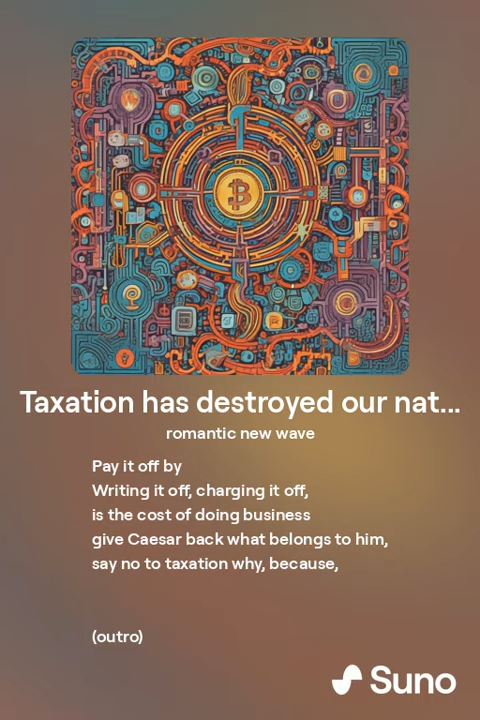 Taxation has destroyed our nat...
romantic new wave
Pay it off by
Writing it off, charging it off,
is the cost of doing business
give Caesar back what belongs to him,
say no to taxation why, because,
(outro)
Suno